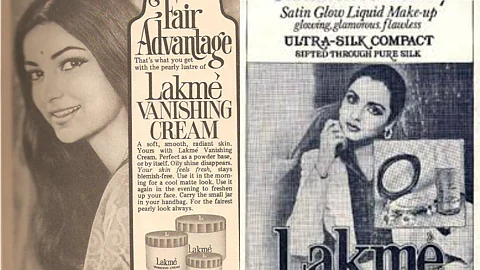 Fair
Advantage
That's what you get
with the pearly lustre of
Lakmé
VANISHING
CREAM
A soft, smooth, radiant skin.
Yours with Lakmé Vanishing
Cream. Perfect as a powder base,
or by itself. Oily shine disappears.
Your skin feels fresh, stays
blemish-free. Use it in the morn-
ing for a cool matte look. Use it
again in the evening to freshen
up your face. Carry the small jar
in your handbag. For the fairest
pearly look always.
Lakmé
Lakmé
VANISHING CREAM
Satin Glow Liquid Make-up
glowing, glamorous, flawless
ULTRA-SILK COMPACT
SIFTED THROUGH PURE SILK
Lakmé